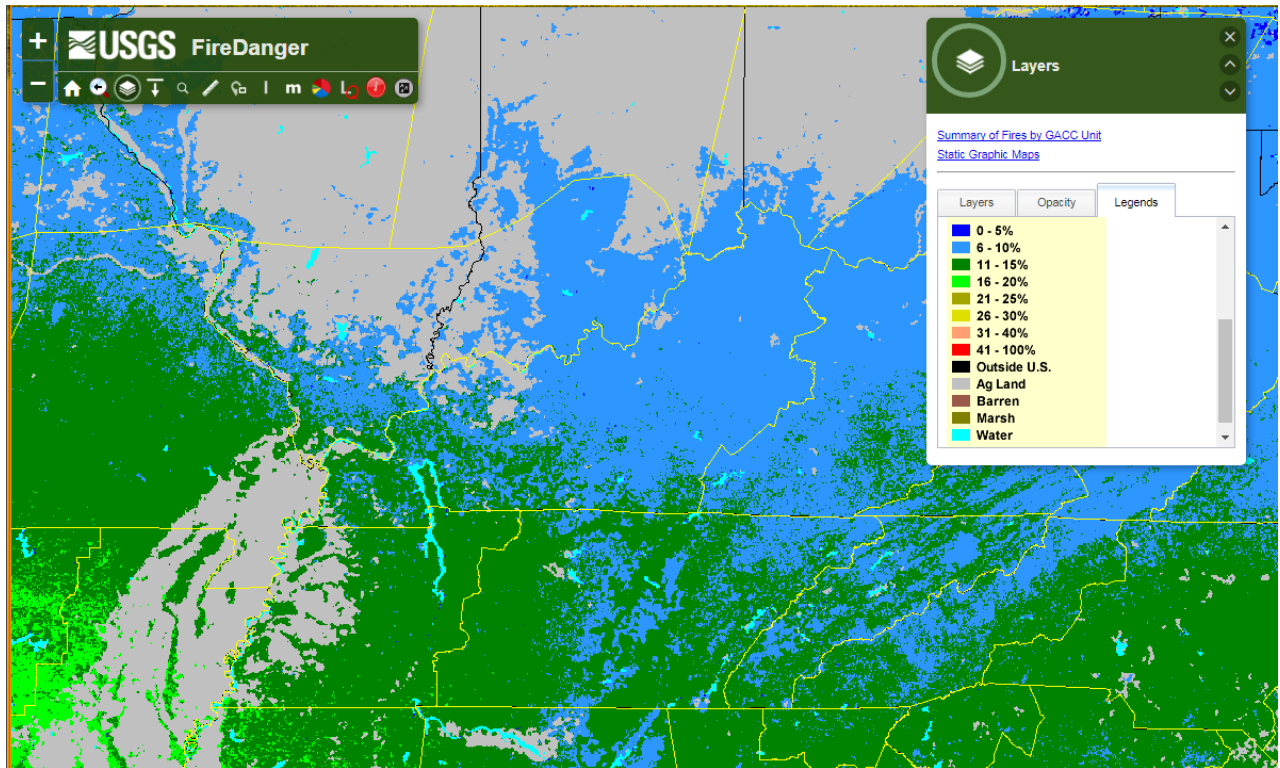 +
−
USGS FireDanger
I m L
Layers
Summary of Fires by GACC Unit
Static Graphic Maps
Layers Opacity Legends
0 - 5%
6 - 10%
11 - 15%
16 - 20%
21 - 25%
26 - 30%
31 - 40%
41 - 100%
Outside U.S.
Ag Land
Barren
Marsh
Water